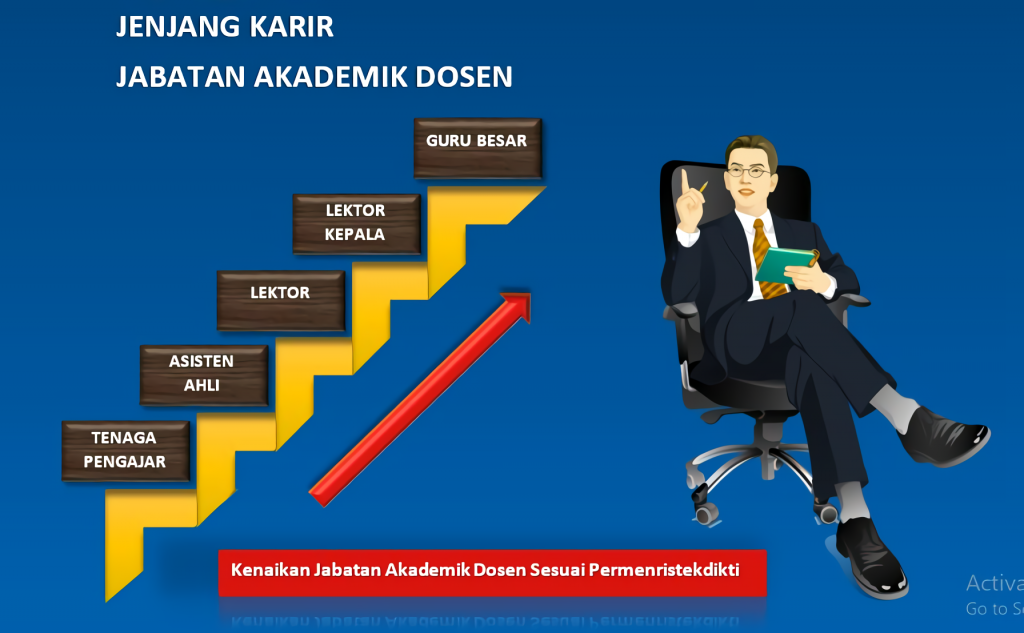 JENJANG KARIR
JABATAN AKADEMIK DOSEN
GURU BESAR
LEKTOR
KEPALA
LEKTOR
ASISTEN
AHLI
TENAGA
PENGAJAR
Kenaikan Jabatan Akademik Dosen Sesuai Permenristekdikti
Go to